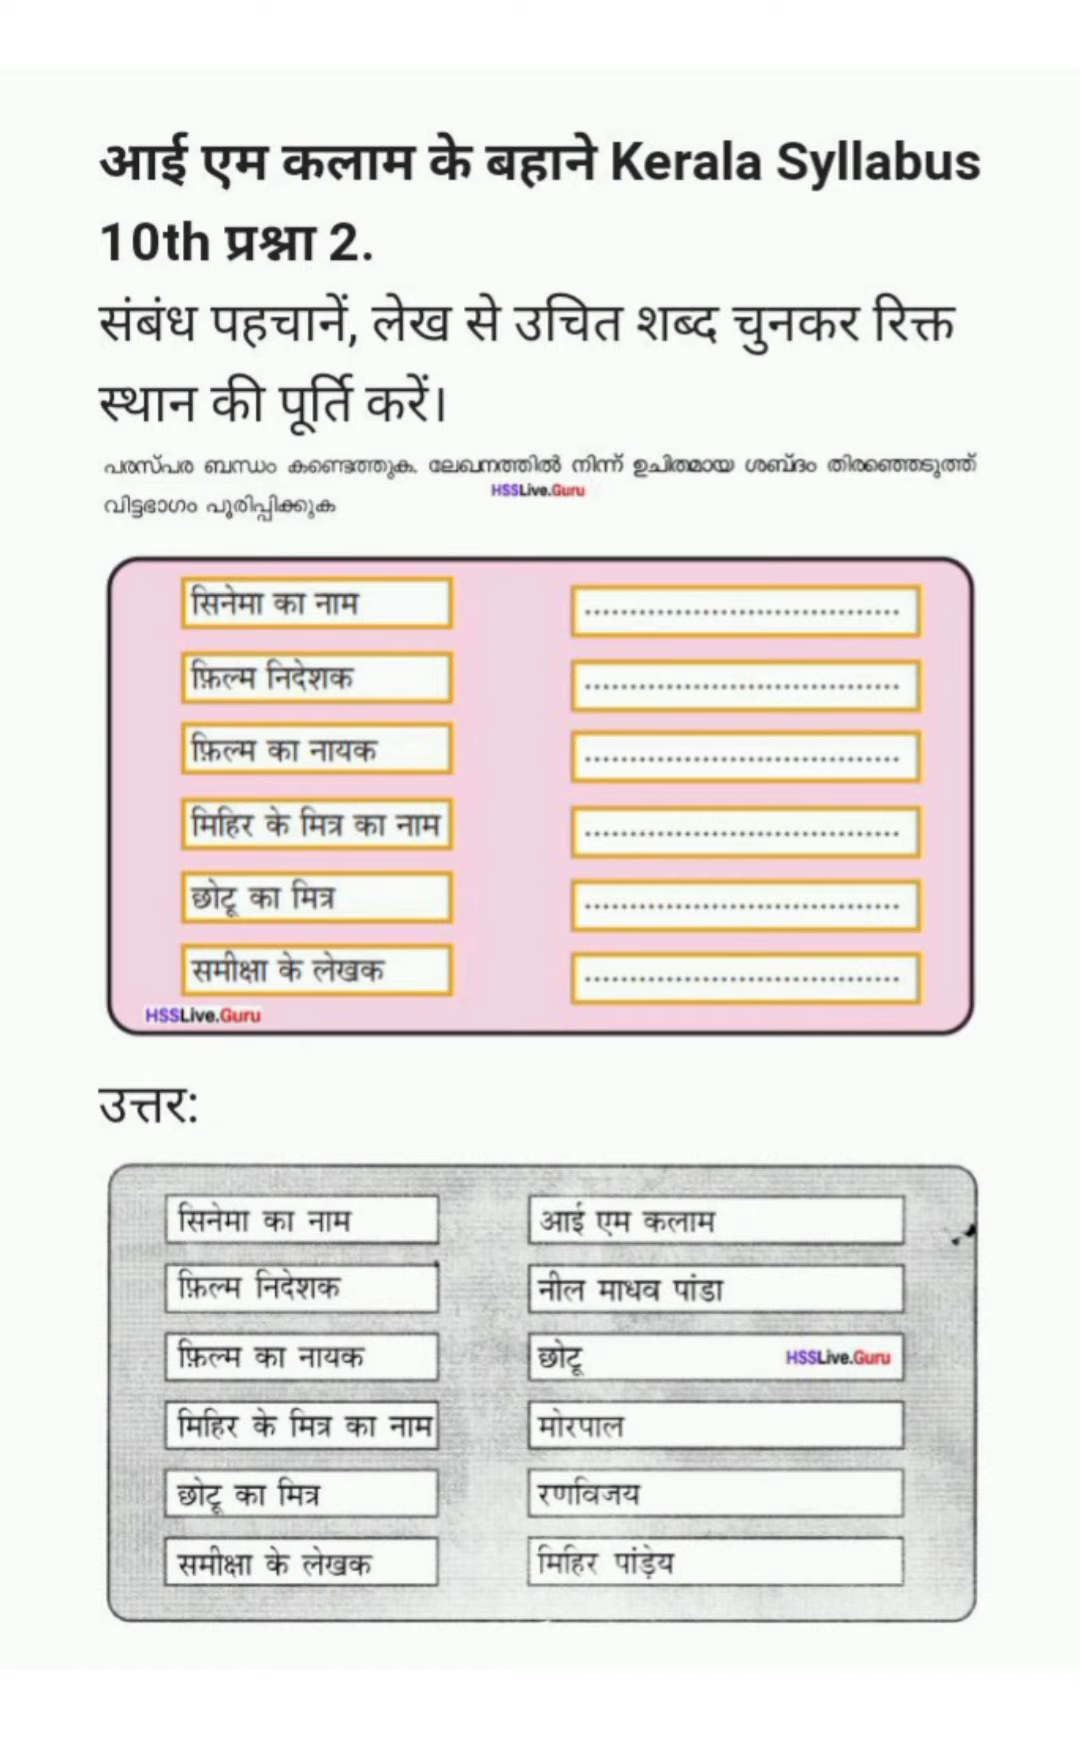 आई एम कलाम के बहाने Kerala Syllabus
10th प्रश्ना 2.
संबंध पहचानें, लेख से उचित शब्द चुनकर रिक्त
स्थान की पूर्ति करें।
പരസ്പര ബന്ധം കണ്ടെത്തുക. ലേഖനത്തിൽ നിന്ന് ഉചിതമായ ശബ്ദം തിരഞ്ഞെടുത്ത്
HSSLive.Guru
വിട്ടഭാഗം പൂരിപ്പിക്കുക
सिनेमा का नाम ...................................
फ़िल्म निदेशक ...................................
फ़िल्म का नायक ...................................
मिहिर के मित्र का नाम ...................................
छोटू का मित्र ...................................
समीक्षा के लेखक ...................................
HSSLive.Guru
उत्तर:
सिनेमा का नाम आई एम कलाम
फ़िल्म निदेशक नील माधव पांडा
फ़िल्म का नायक छोटू HSSLive.Guru
मिहिर के मित्र का नाम मोरपाल
छोटू का मित्र रणविजय
समीक्षा के लेखक मिहिर पांड़ेय